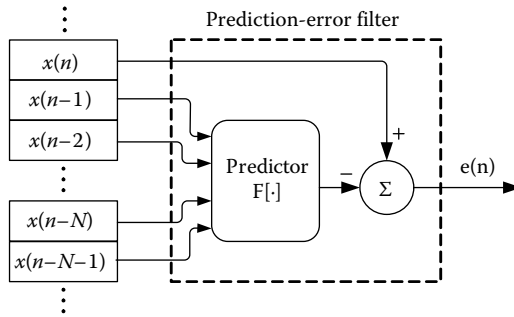 Prediction-error filter
x(n)
x(n–1)
x(n–2)
x(n–N)
x(n–N–1)
Predictor
F[·]
+
–
Σ
e(n)